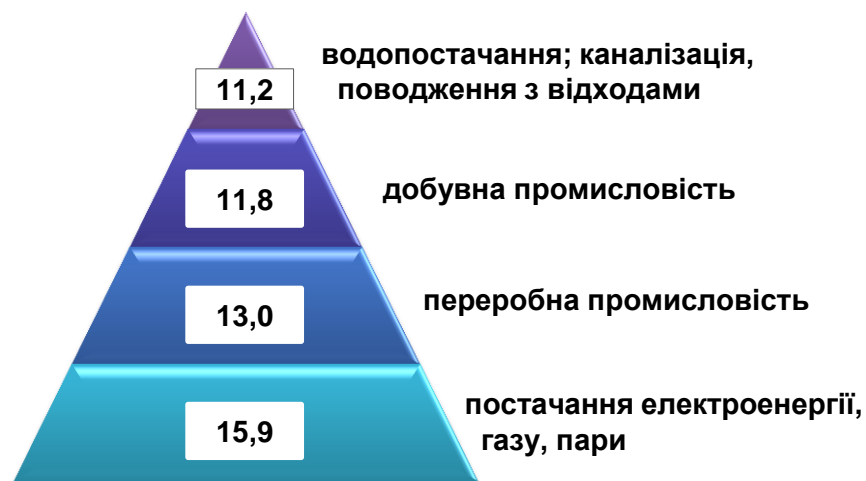 водопостачання; каналізація,
поводження з відходами
11,2
добувна промисловість
11,8
переробна промисловість
13,0
постачання електроенергії,
газу, пари
15,9